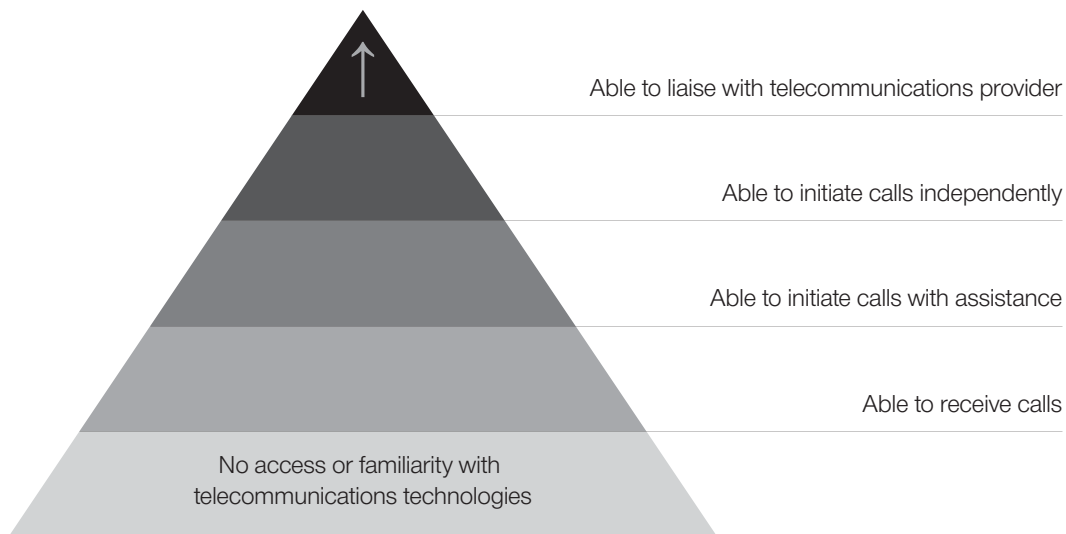 Able to liaise with telecommunications provider
Able to initiate calls independently
Able to initiate calls with assistance
Able to receive calls
No access or familiarity with
telecommunications technologies